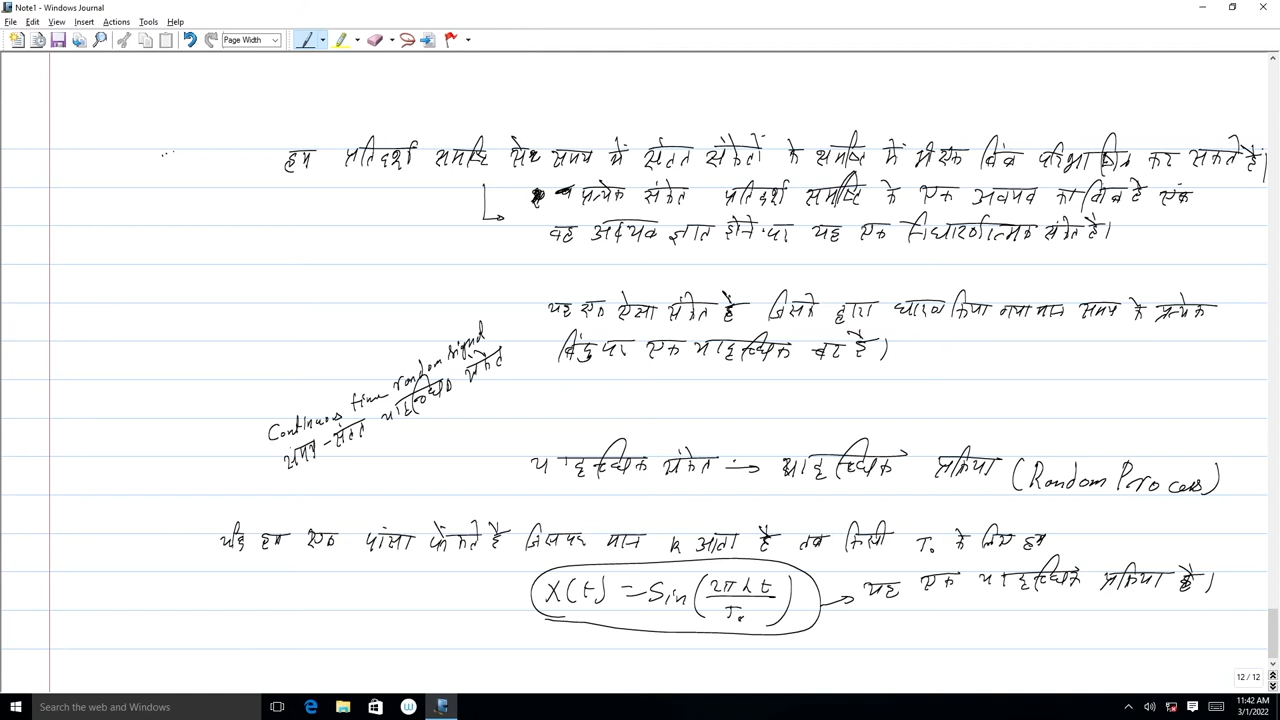 Note1 - Windows Journal
File Edit View Insert Actions Tools Help
Page Width
हम प्रतिदर्श समष्टि से समय में संतत संकेतों के समष्टि में भी एक बिंब परिभाषित कर सकते हैं।
प्रत्येक संकेत प्रतिदर्श समष्टि के एक अवयव का बिंब है एवं
वह अवयव ज्ञात होने पर यह एक निर्धारणात्मक संकेत है।
यह एक ऐसा संकेत है जिसके द्वारा धारण किया गया मान समय के प्रत्येक
बिंदु पर एक यादृच्छिक चर है।
Continuous time random signal
समय-संतत यादृच्छिक संकेत
यादृच्छिक संकेत → यादृच्छिक प्रक्रिया (Random Process)
यदि हम एक पांसा फेंकते हैं जिसपर मान k आता है तब किसी T₀ के लिए हम
X(t) = Sin(2πkt/T₀) → यह एक यादृच्छिक प्रक्रिया है।
12 / 12
Search the web and Windows
11:42 AM
3/1/2022